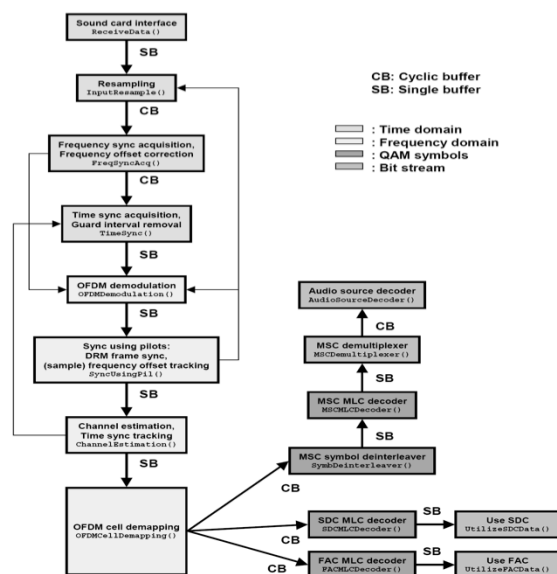 Sound card interface
ReceiveData()
SB
Resampling
InputResample()
CB
Frequency sync acquisition,
Frequency offset correction
FreqSyncAcq()
CB
Time sync acquisition,
Guard interval removal
TimeSync()
SB
OFDM demodulation
OFDMDemodulation()
SB
Sync using pilots:
DRM frame sync,
(sample) frequency offset tracking
SyncUsingPil()
SB
Channel estimation,
Time sync tracking
ChannelEstimation()
SB
OFDM cell demapping
OFDMCellDemapping()
CB: Cyclic buffer
SB: Single buffer
: Time domain
: Frequency domain
: QAM symbols
: Bit stream
Audio source decoder
AudioSourceDecoder()
CB
MSC demultiplexer
MSCDemultiplexer()
SB
MSC MLC decoder
MSCMLCDecoder()
SB
MSC symbol deinterleaver
SymbDeinterleaver()
CB
SDC MLC decoder
SDCMLCDecoder()
CB
SB
Use SDC
UtilizeSDCData()
FAC MLC decoder
FACMLCDecoder()
CB
SB
Use FAC
UtilizeFACData()